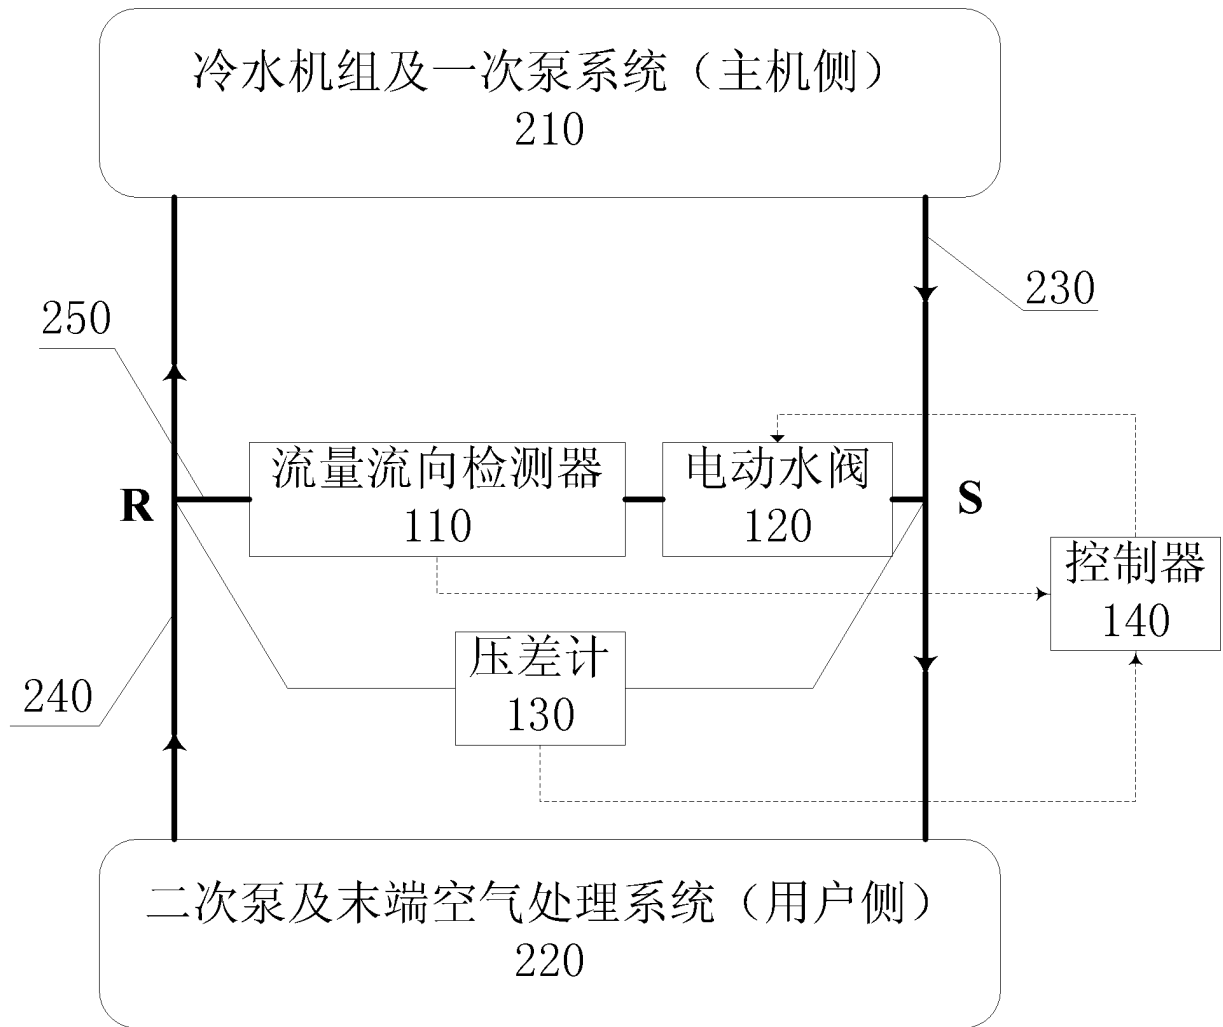 冷水机组及一次泵系统（主机侧）
210
230
250
流量流向检测器
110
电动水阀
120
R
S
控制器
140
压差计
130
240
二次泵及末端空气处理系统（用户侧）
220